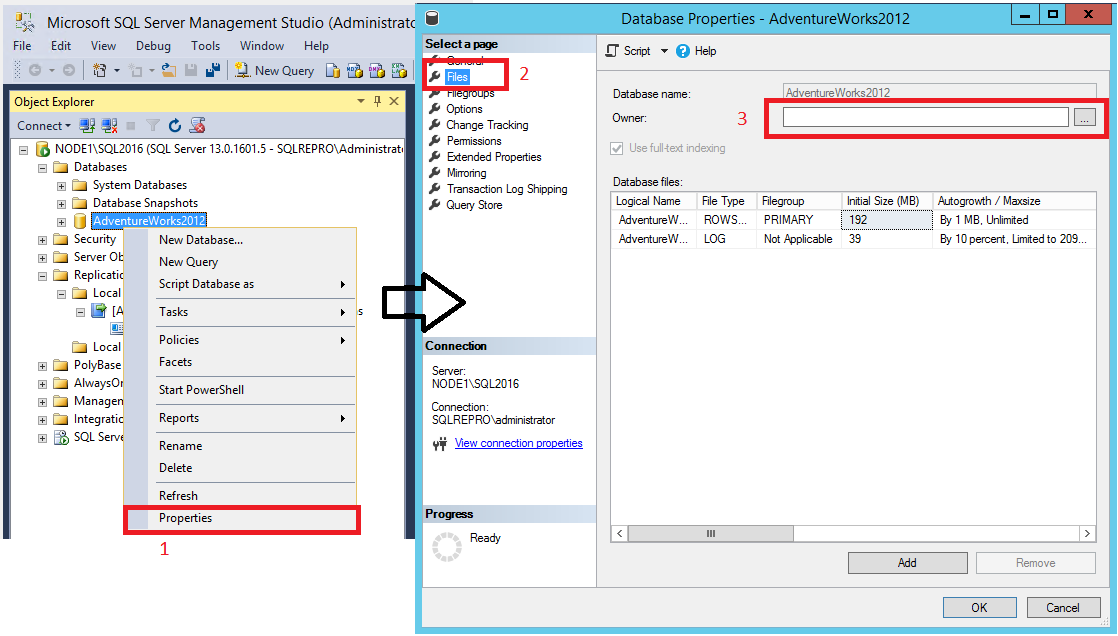 Microsoft SQL Server Management Studio (Administrator
File Edit View Debug Tools Window Help
New Query
Object Explorer
Connect
NODE1\SQL2016 (SQL Server 13.0.1601.5 - SQLREPRO\Administrato
Databases
System Databases
Database Snapshots
AdventureWorks2012
Security
Server Ob
Replicatio
Local
[A
s
Local
PolyBase
AlwaysOn
Managem
Integratio
SQL Serve
New Database...
New Query
Script Database as
Tasks
Policies
Facets
Start PowerShell
Reports
Rename
Delete
Refresh
Properties
1
Database Properties - AdventureWorks2012
Select a page
General
Files
2
Filegroups
Options
Change Tracking
Permissions
Extended Properties
Mirroring
Transaction Log Shipping
Query Store
Connection
Server:
NODE1\SQL2016
Connection:
SQLREPRO\administrator
View connection properties
Progress
Ready
Script Help
Database name: AdventureWorks2012
Owner: 3 ...
Use full-text indexing
Database files:
Logical Name File Type Filegroup Initial Size (MB) Autogrowth / Maxsize
AdventureW... ROWS... PRIMARY 192 By 1 MB, Unlimited
AdventureW... LOG Not Applicable 39 By 10 percent, Limited to 209...
Add Remove
OK Cancel